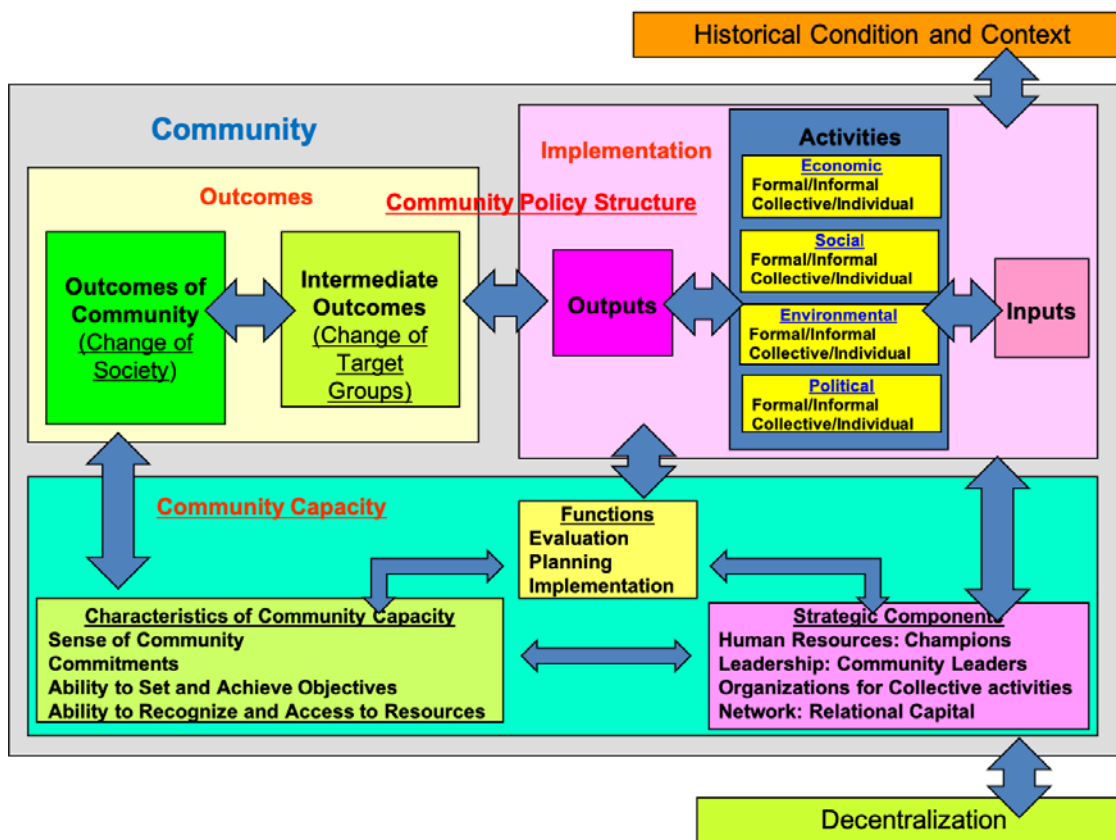 Historical Condition and Context
Community
Implementation
Activities
Economic
Formal/Informal
Collective/Individual
Social
Formal/Informal
Collective/Individual
Environmental
Formal/Informal
Collective/Individual
Political
Formal/Informal
Collective/Individual
Outcomes
Community Policy Structure
Outcomes of
Community
(Change of
Society)
Intermediate
Outcomes
(Change of
Target
Groups)
Outputs
Inputs
Community Capacity
Functions
Evaluation
Planning
Implementation
Characteristics of Community Capacity
Sense of Community
Commitments
Ability to Set and Achieve Objectives
Ability to Recognize and Access to Resources
Strategic Components
Human Resources: Champions
Leadership: Community Leaders
Organizations for Collective activities
Network: Relational Capital
Decentralization